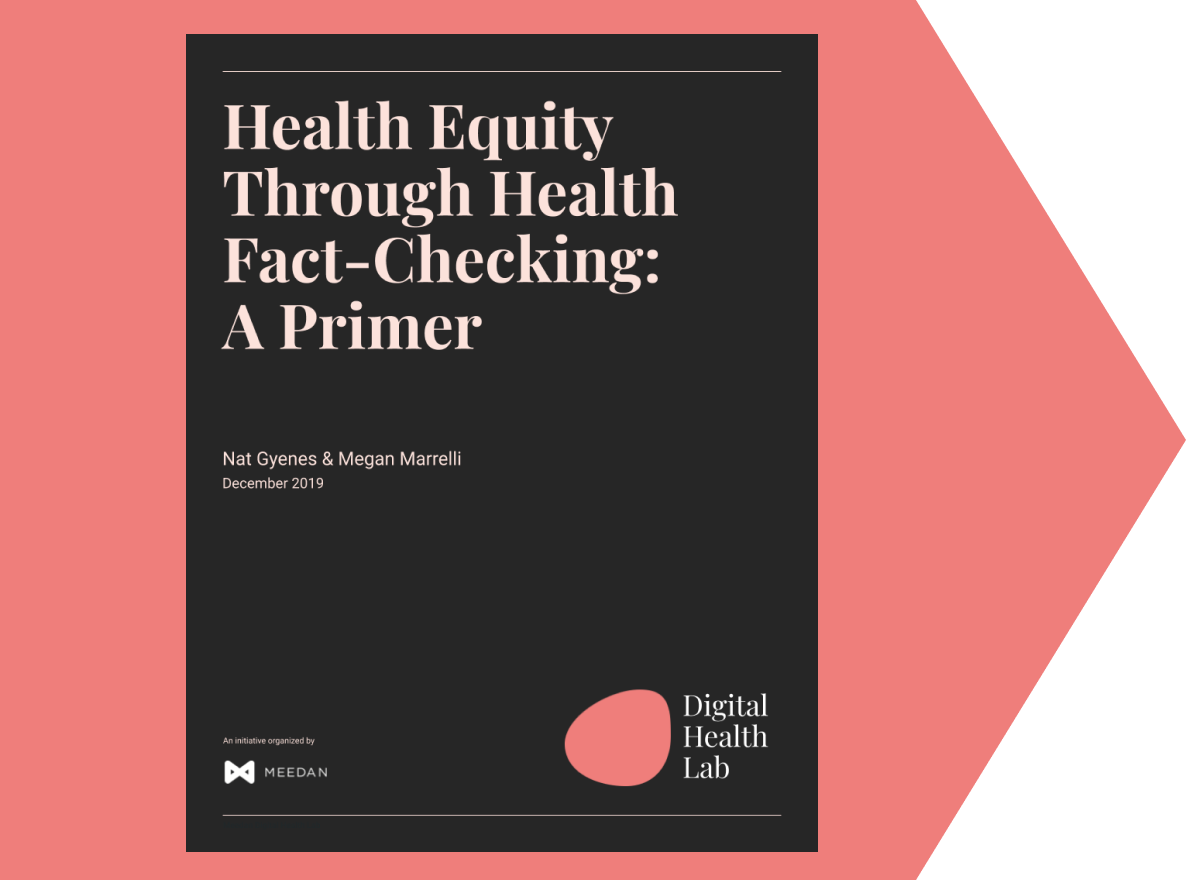 Health Equity
Through Health
Fact-Checking:
A Primer
Nat Gyenes & Megan Marrelli
December 2019
An initiative organized by
MEEDAN
Digital
Health
Lab